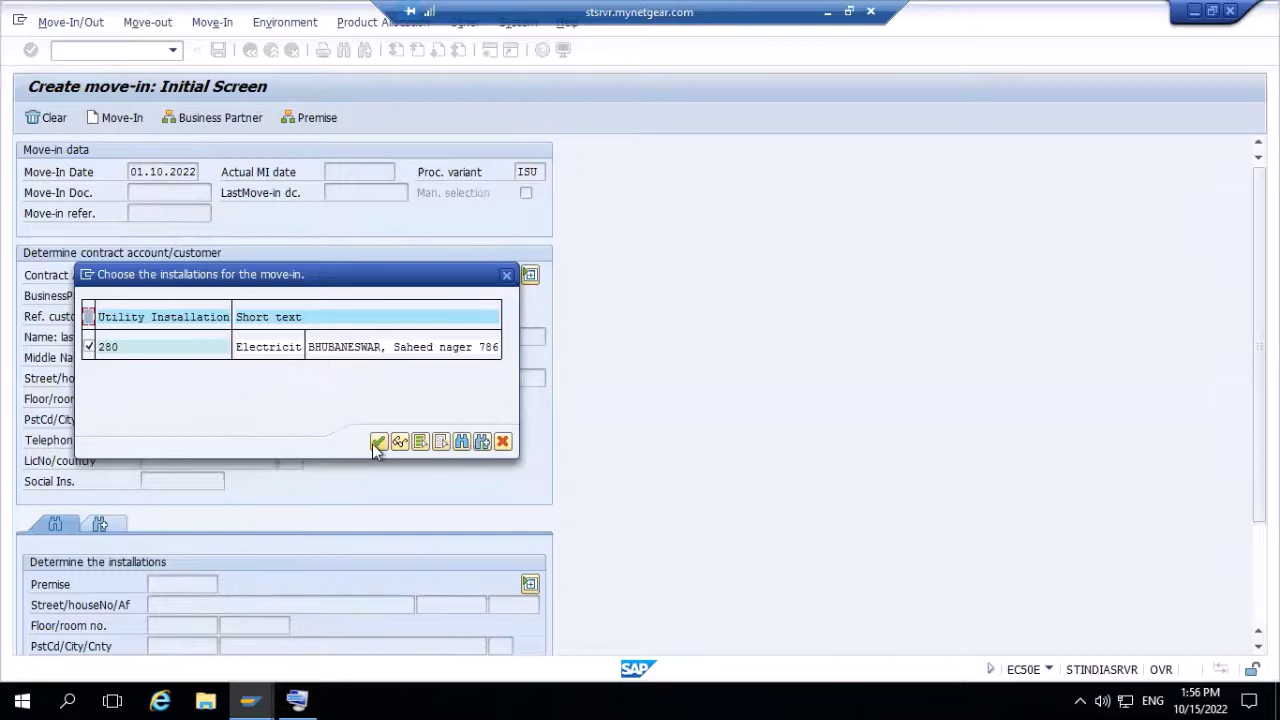 stsrvr.mynetgear.com
Move-In/Out Move-out Move-In Environment
Create move-in: Initial Screen
Clear Move-In Business Partner Premise
Move-in data
Move-In Date 01.10.2022 Actual MI date Proc. variant ISU
Move-In Doc. LastMove-in dc. Man. selection
Move-in refer.
Determine contract account/customer
Choose the installations for the move-in.
Contract
Utility Installation Short text
280 Electricit BHUBANESWAR, Saheed nager 786
LicNo/country
Social Ins.
Determine the installations
Premise
Street/houseNo/Af
Floor/room no.
PstCd/City/Cnty
SAP EC50E STINDIASRVR OVR
ENG 1:56 PM
10/15/2022